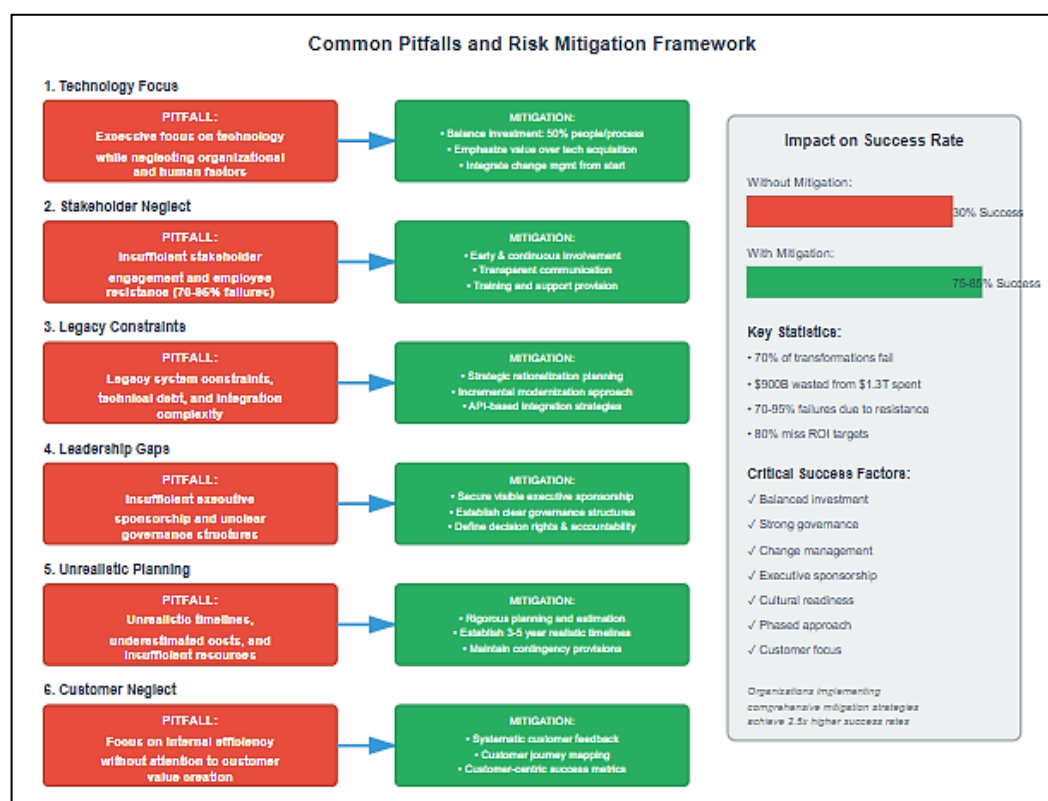 Common Pitfalls and Risk Mitigation Framework
1. Technology Focus
PITFALL:
Excessive focus on technology
while neglecting organizational
and human factors
MITIGATION:
• Balance investment: 50% people/process
• Emphasize value over tech acquisition
• Integrate change mgmt from start
2. Stakeholder Neglect
PITFALL:
Insufficient stakeholder
engagement and employee
resistance (70-95% failures)
MITIGATION:
• Early & continuous involvement
• Transparent communication
• Training and support provision
3. Legacy Constraints
PITFALL:
Legacy system constraints,
technical debt, and integration
complexity
MITIGATION:
• Strategic rationalization planning
• Incremental modernization approach
• API-based integration strategies
4. Leadership Gaps
PITFALL:
Insufficient executive
sponsorship and unclear
governance structures
MITIGATION:
• Secure visible executive sponsorship
• Establish clear governance structures
• Define decision rights & accountability
5. Unrealistic Planning
PITFALL:
Unrealistic timelines,
underestimated costs, and
insufficient resources
MITIGATION:
• Rigorous planning and estimation
• Establish 3-5 year realistic timelines
• Maintain contingency provisions
6. Customer Neglect
PITFALL:
Focus on internal efficiency
without attention to customer
value creation
MITIGATION:
• Systematic customer feedback
• Customer journey mapping
• Customer-centric success metrics
Impact on Success Rate
Without Mitigation:
30% Success
With Mitigation:
75-85% Success
Key Statistics:
• 70% of transformations fail
• $900B wasted from $1.3T spent
• 70-95% failures due to resistance
• 80% miss ROI targets
Critical Success Factors:
✓ Balanced investment
✓ Strong governance
✓ Change management
✓ Executive sponsorship
✓ Cultural readiness
✓ Phased approach
✓ Customer focus
Organizations implementing
comprehensive mitigation strategies
achieve 2.5x higher success rates